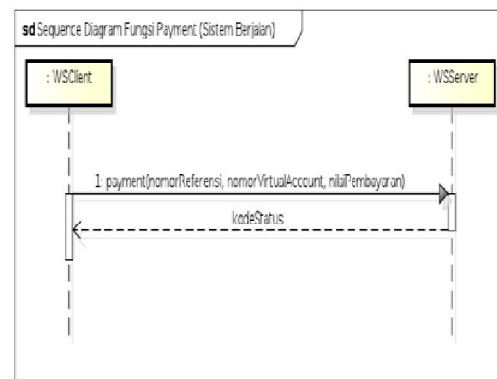 sd Sequence Diagram Fungsi Payment (Sistem Berjalan)
: WSClient
: WSServer
1: payment(nomorReferensi, nomorVirtualAccount, nilaiPembayaran)
kodeStatus